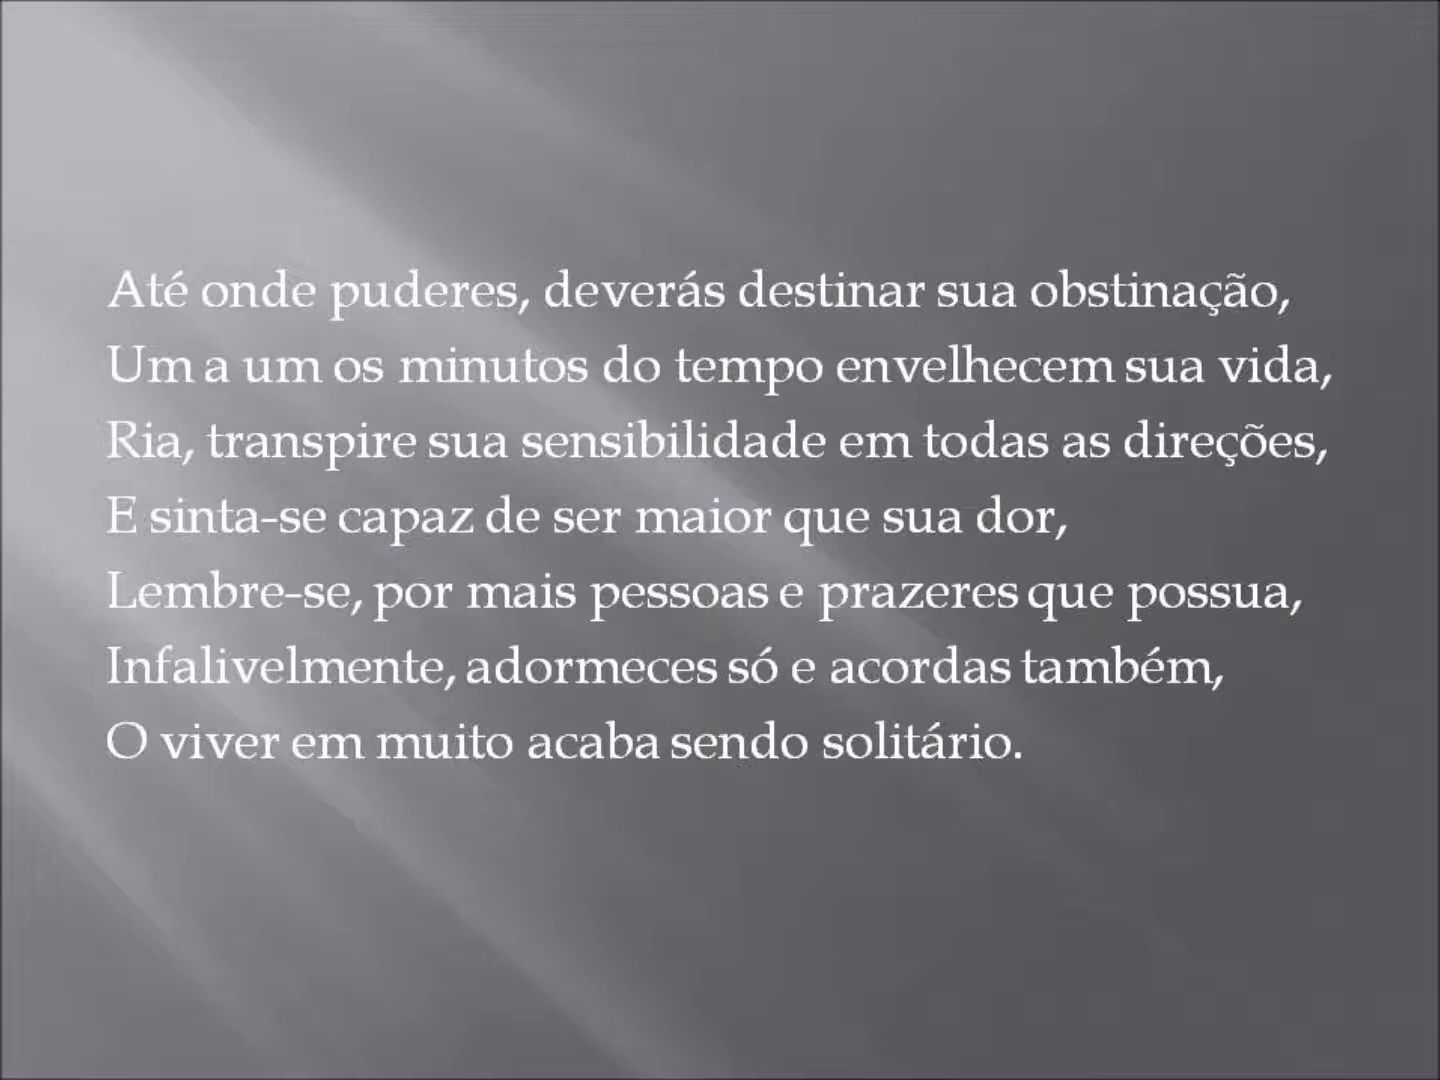 Até onde puderes, deverás destinar sua obstinação,
Um a um os minutos do tempo envelhecem sua vida,
Ria, transpire sua sensibilidade em todas as direções,
E sinta-se capaz de ser maior que sua dor,
Lembre-se, por mais pessoas e prazeres que possua,
Infalivelmente, adormeces só e acordas também,
O viver em muito acaba sendo solitário.